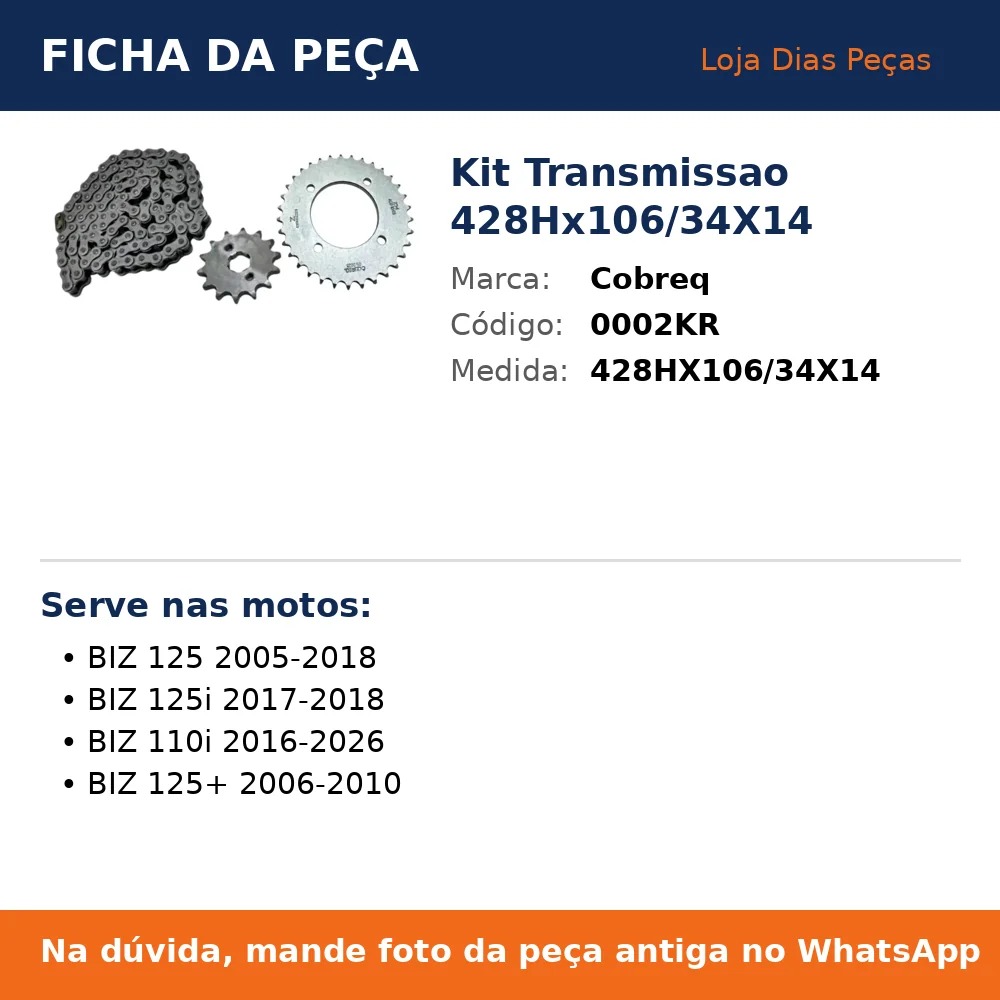 FICHA DA PEÇA
Loja Dias Peças
Kit Transmissao
428Hx106/34X14
Marca: Cobreq
Código: 0002KR
Medida: 428HX106/34X14
Serve nas motos:
• BIZ 125 2005-2018
• BIZ 125i 2017-2018
• BIZ 110i 2016-2026
• BIZ 125+ 2006-2010
Na dúvida, mande foto da peça antiga no WhatsApp